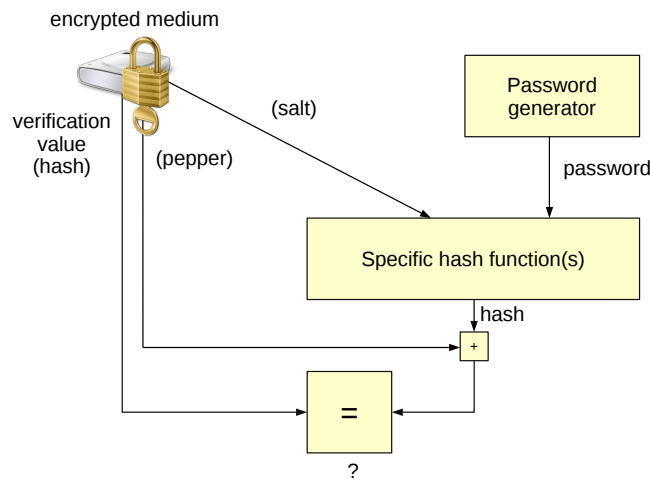 encrypted medium
Password
generator
(salt)
verification
value
(hash)
(pepper)
password
Specific hash function(s)
hash
+
=
?